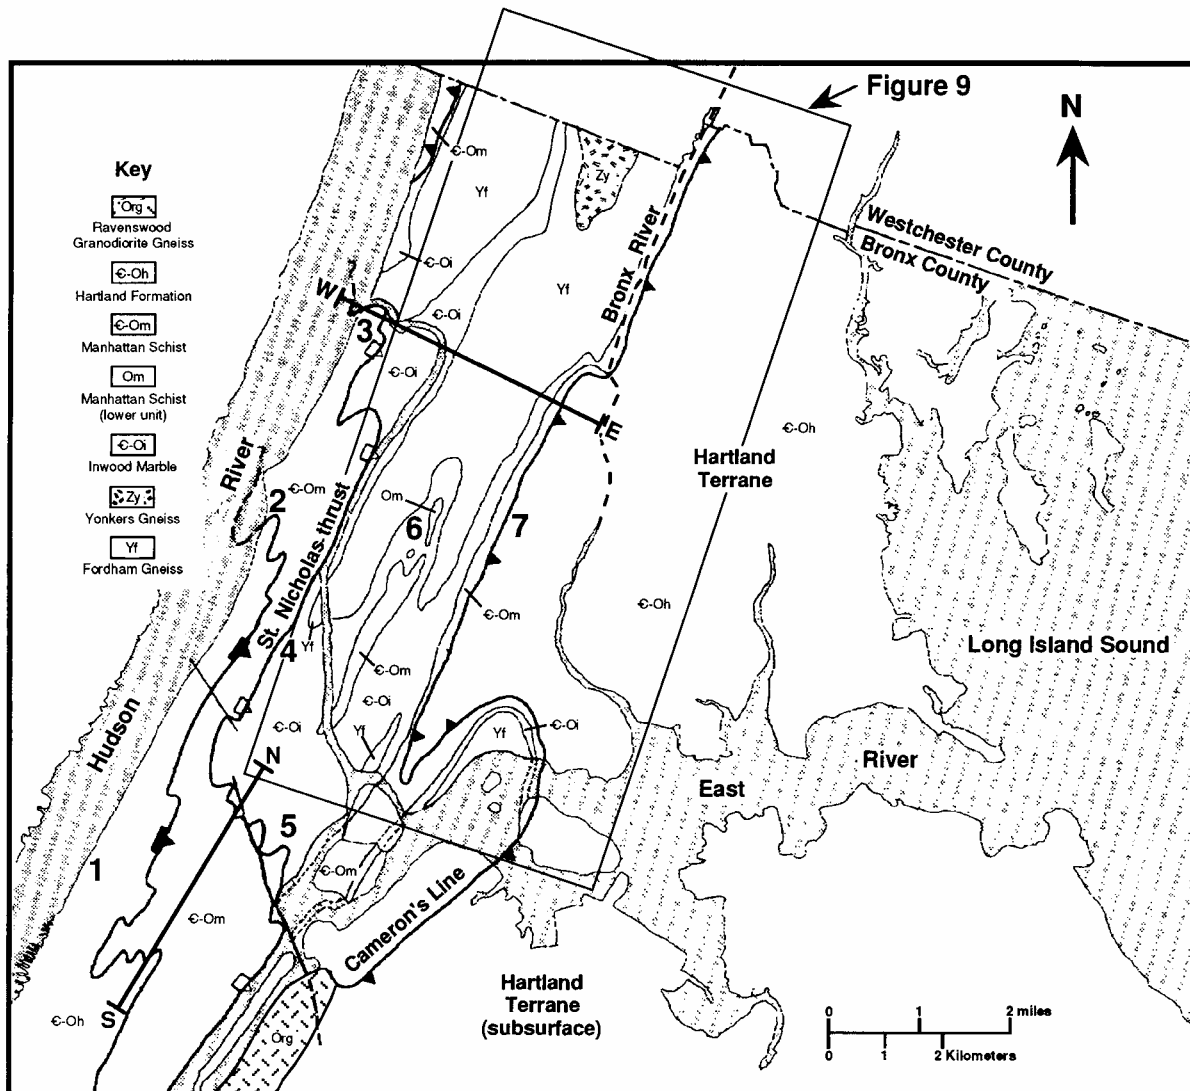 Figure 9
N
Key
Org
Ravenswood
Granodiorite Gneiss
Є-Oh
Hartland Formation
Є-Om
Manhattan Schist
Om
Manhattan Schist
(lower unit)
Є-Oi
Inwood Marble
Zy
Yonkers Gneiss
Yf
Fordham Gneiss
Є-Om
Yf
Zy
Є-Oi
Bronx River
Westchester County
Bronx County
W
3
Є-Oi
Yf
Є-Oi
E
Є-Oh
Hartland
Terrane
River
2
Є-Om
Om
6
7
St. Nicholas thrust
4
Yf
Є-Om
Є-Oh
Є-Om
Є-Oi
Long Island Sound
Hudson
Є-Oi
Yf
Yf
Є-Oi
N
East
River
5
1
Є-Om
Є-Om
Cameron's Line
S
Є-Oh
Hartland
Terrane
(subsurface)
Org
0 1 2 miles
0 1 2 Kilometers